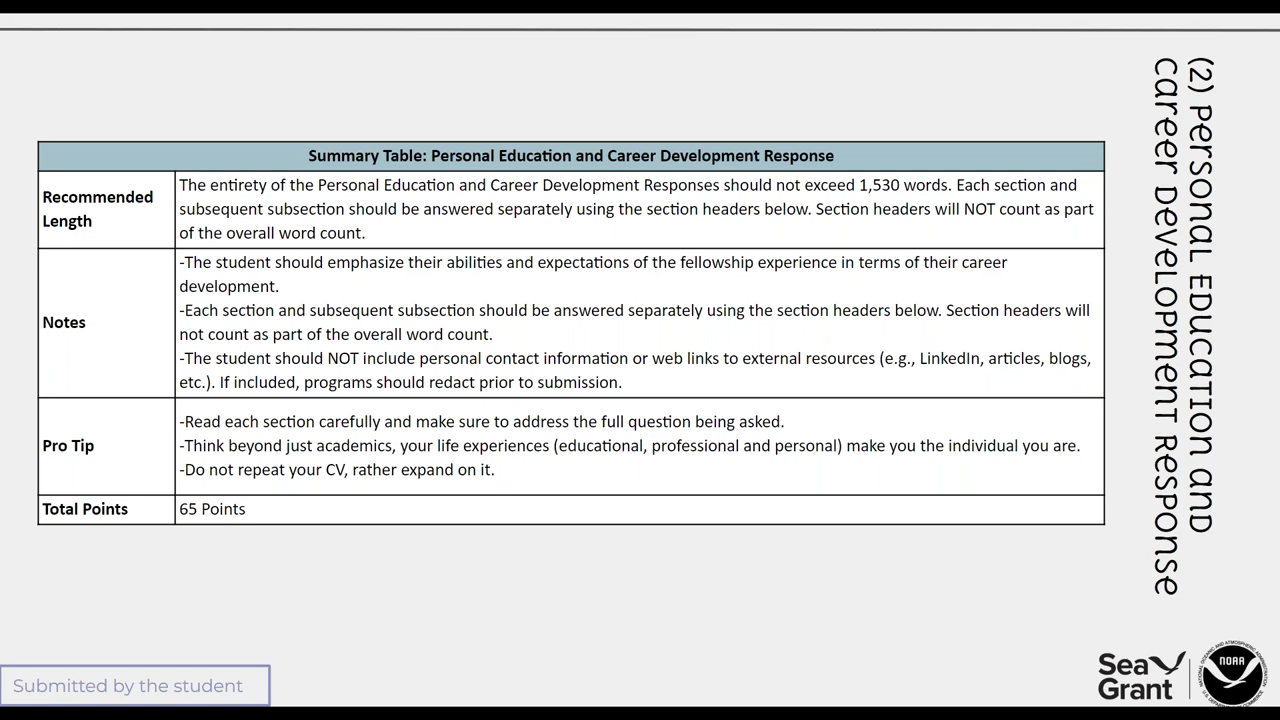 (2) Personal Education and
Career Development Response
Summary Table: Personal Education and Career Development Response
Recommended
Length
The entirety of the Personal Education and Career Development Responses should not exceed 1,530 words. Each section and
subsequent subsection should be answered separately using the section headers below. Section headers will NOT count as part
of the overall word count.
Notes
-The student should emphasize their abilities and expectations of the fellowship experience in terms of their career
development.
-Each section and subsequent subsection should be answered separately using the section headers below. Section headers will
not count as part of the overall word count.
-The student should NOT include personal contact information or web links to external resources (e.g., LinkedIn, articles, blogs,
etc.). If included, programs should redact prior to submission.
Pro Tip
-Read each section carefully and make sure to address the full question being asked.
-Think beyond just academics, your life experiences (educational, professional and personal) make you the individual you are.
-Do not repeat your CV, rather expand on it.
Total Points
65 Points
Submitted by the student
Sea
Grant
NOAA